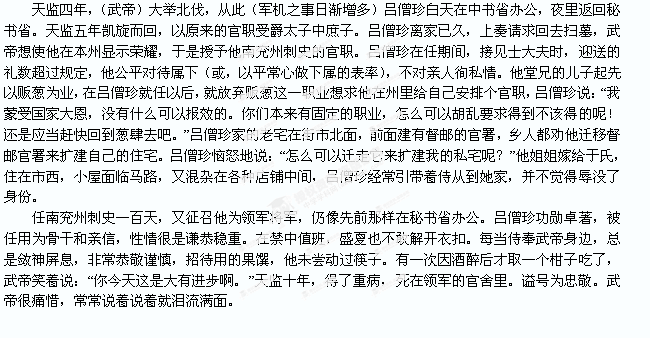 天监四年，（武帝）大举北伐，从此（军机之事日渐增多）吕僧珍白天在中书省办公，夜里返回秘
书省。天监五年凯旋而回，以原来的官职受爵太子中庶子。吕僧珍离家已久，上奏请求回去扫墓，武
帝想使他在本州显示荣耀，于是授予他南兖州刺史的官职。吕僧珍在任期间，接见士大夫时，迎送的
礼数超过规定，他公平对待属下（或，以平常心做下属的表率），不对亲人徇私情。他堂兄的儿子起先
以贩葱为业，在吕僧珍就任以后，就放弃贩葱这一职业想求他在州里给自己安排个官职，吕僧珍说：“我
蒙受国家大恩，没有什么可以报效的。你们本来有固定的职业，怎么可以胡乱要求得到不该得的呢！
还是应当赶快回到葱肆去吧。”吕僧珍家的老宅在街市北面，前面建有督邮的官署，乡人都劝他迁移督
邮官署来扩建自己的住宅。吕僧珍恼怒地说：“怎么可以迁走官来扩建我的私宅呢？”他姐姐嫁给于氏，
住在市西，小屋面临马路，又混杂在各种店铺中间，吕僧珍经常引带着侍从到她家，并不觉得辱没了
身份。
任南兖州刺史一百天，又征召他为领军将军，仍像先前那样在秘书省办公。吕僧珍功勋卓著，被
任用为骨干和亲信，性情很是谦恭稳重。在禁中值班，盛夏也不敢解开衣扣。每当侍奉武帝身边，总
是敛神屏息，非常恭敬谨慎，招待用的果馔，他未尝动过筷子。有一次因酒醉后才取一个柑子吃了，
武帝笑着说：“你今天这是大有进步啊。”天监十年，得了重病，死在领军的官舍里。谥号为忠敬。武
帝很痛惜，常常说着说着就泪流满面。